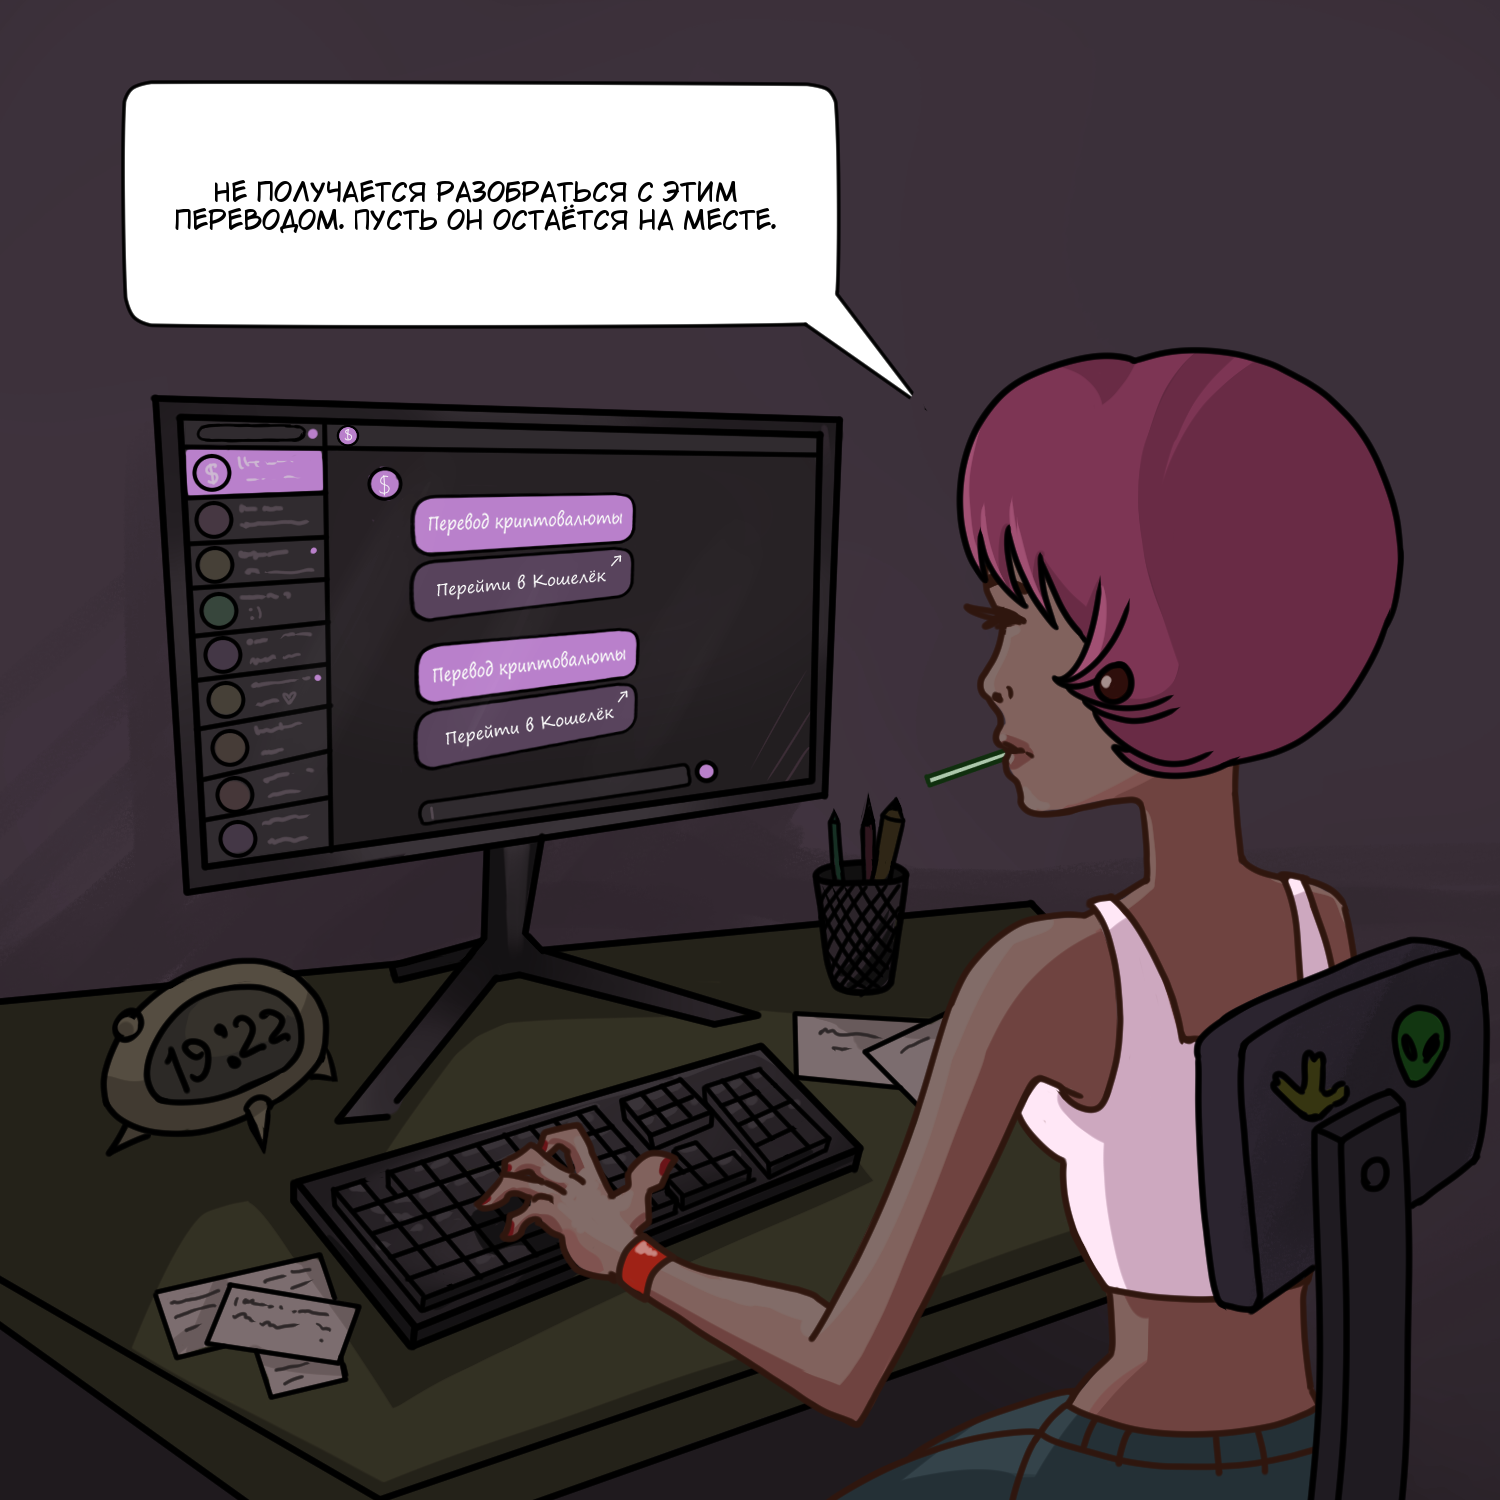 НЕ ПОЛУЧАЕТСЯ РАЗОБРАТЬСЯ С ЭТИМ
ПЕРЕВОДОМ. ПУСТЬ ОН ОСТАЁТСЯ НА МЕСТЕ.
$
$
$
Перевод криптовалюты
Перейти в Кошелёк
:)
Перевод криптовалюты
Перейти в Кошелёк
19:22